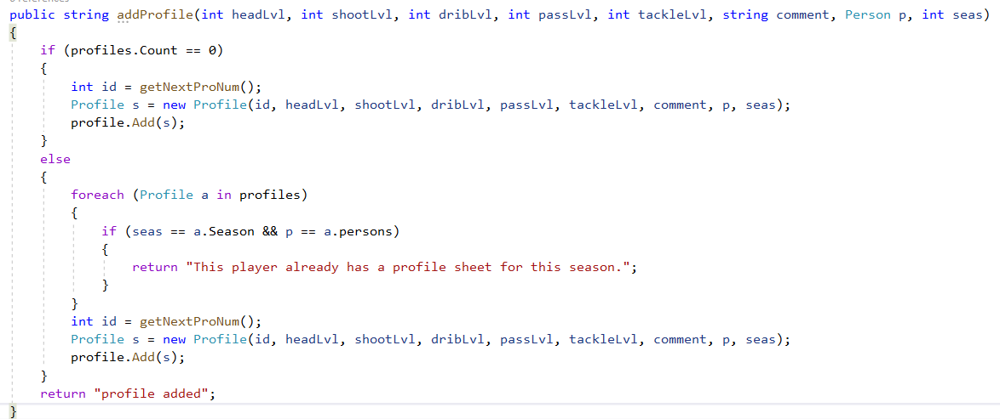 public string addProfile(int headLvl, int shootLvl, int dribLvl, int passLvl, int tackleLvl, string comment, Person p, int seas)
{
    if (profiles.Count == 0)
    {
        int id = getNextProNum();
        Profile s = new Profile(id, headLvl, shootLvl, dribLvl, passLvl, tackleLvl, comment, p, seas);
        profile.Add(s);
    }
    else
    {
        foreach (Profile a in profiles)
        {
            if (seas == a.Season && p == a.persons)
            {
                return "This player already has a profile sheet for this season.";
            }
        }
        int id = getNextProNum();
        Profile s = new Profile(id, headLvl, shootLvl, dribLvl, passLvl, tackleLvl, comment, p, seas);
        profile.Add(s);
    }
    return "profile added";
}